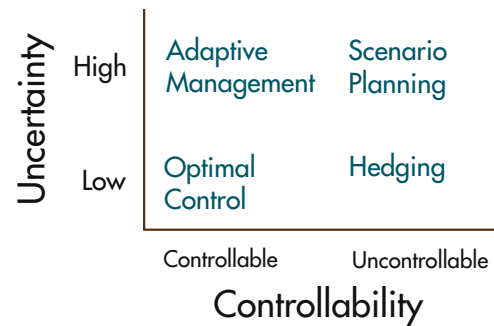 Uncertainty
High
Adaptive
Management
Scenario
Planning
Low
Optimal
Control
Hedging
Controllable
Uncontrollable
Controllability